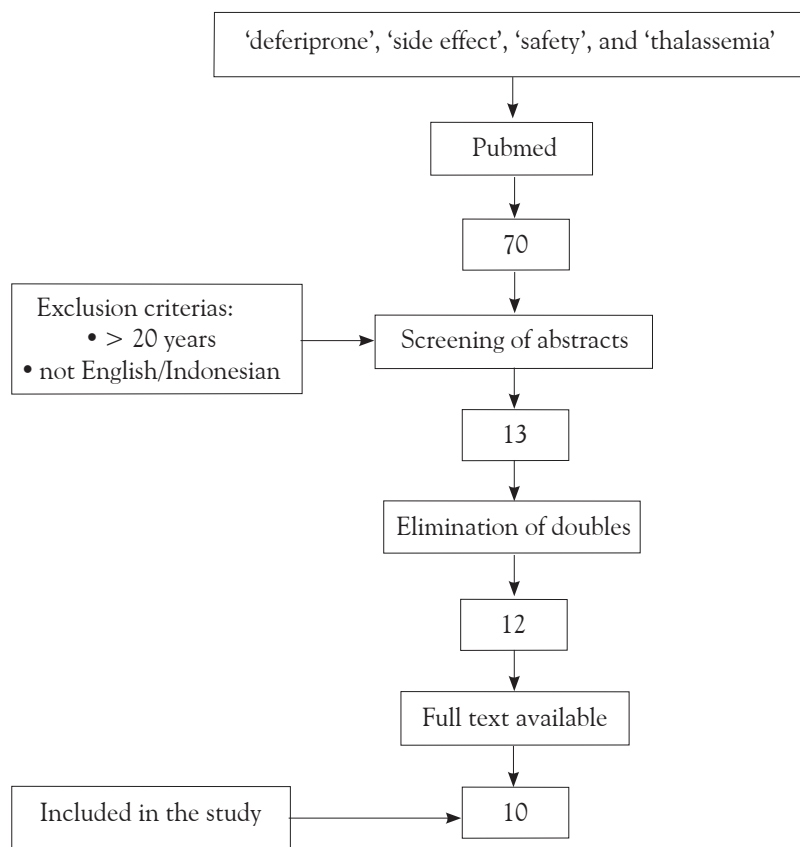 ‘deferiprone’, ‘side effect’, ‘safety’, and ‘thalassemia’
Pubmed
70
Exclusion criterias:
• > 20 years
• not English/Indonesian
Screening of abstracts
13
Elimination of doubles
12
Full text available
Included in the study
10